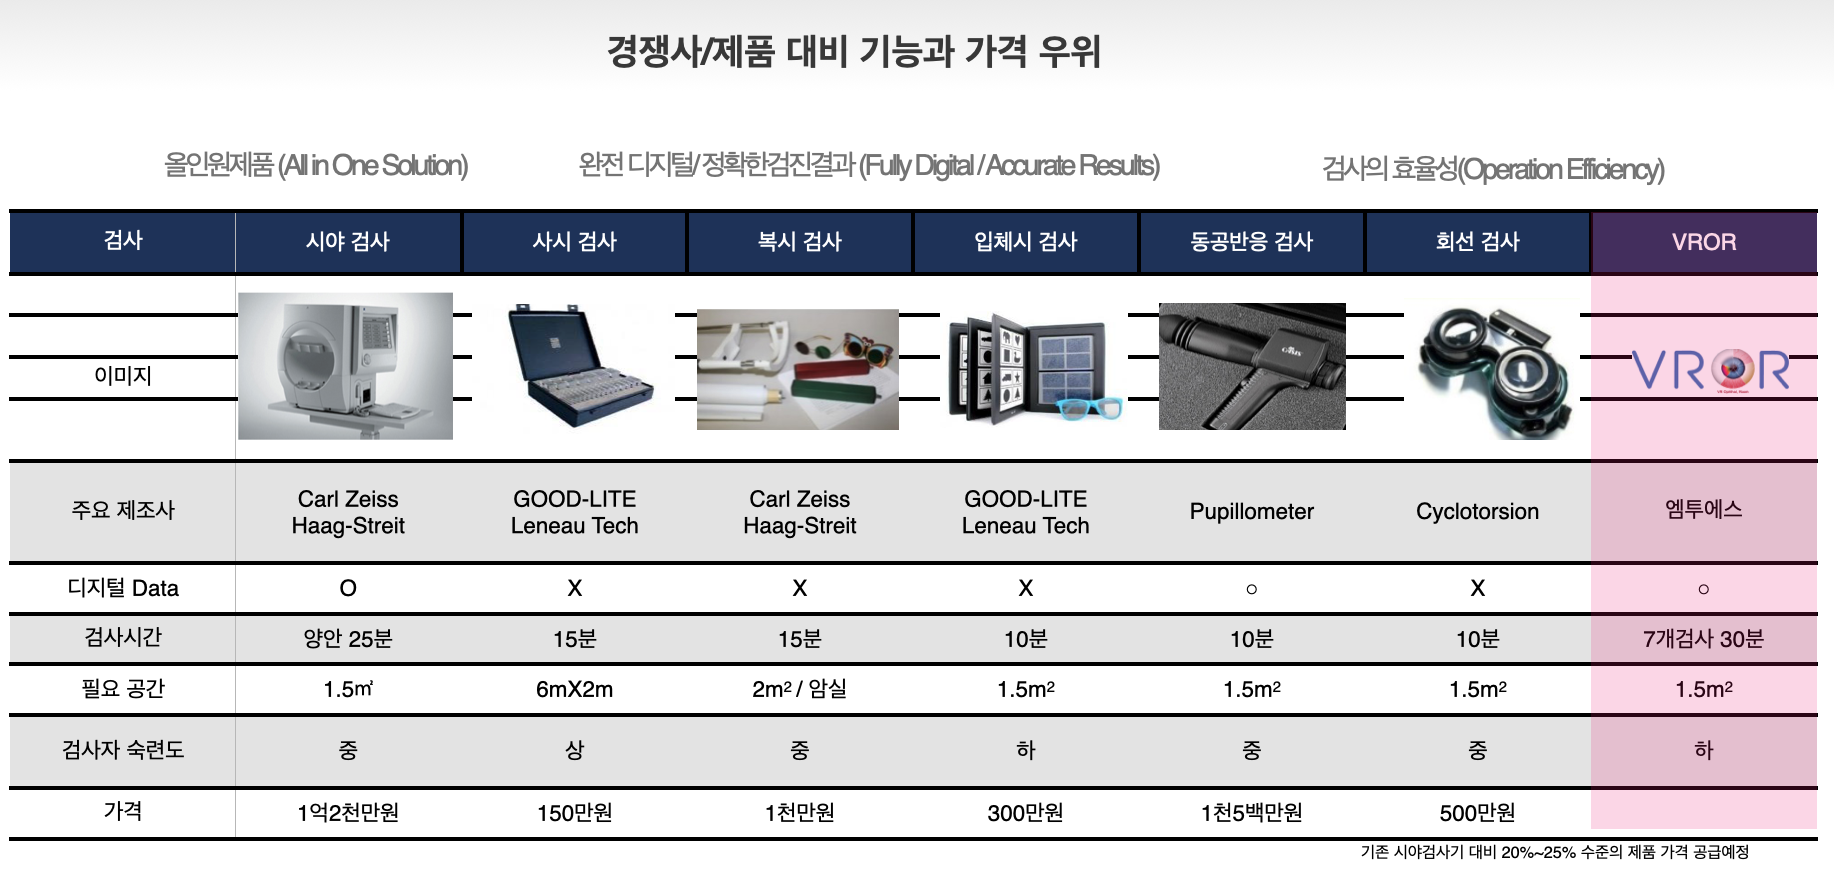 경쟁사/제품 대비 기능과 가격 우위
올인원제품 (All in One Solution)
완전 디지털/ 정확한검진결과 (Fully Digital / Accurate Results)
검사의 효율성(Operation Efficiency)
검사 시야 검사 사시 검사 복시 검사 입체시 검사 동공반응 검사 회선 검사 VROR
이미지
OASIS
VROR
VR Optical Room
주요 제조사
Carl Zeiss
Haag-Streit
GOOD-LITE
Leneau Tech
Carl Zeiss
Haag-Streit
GOOD-LITE
Leneau Tech
Pupillometer
Cyclotorsion
엠투에스
디지털 Data O X X X ○ X ○
검사시간 양안 25분 15분 15분 10분 10분 10분 7개검사 30분
필요 공간 1.5㎡ 6mX2m 2m² / 암실 1.5m² 1.5m² 1.5m² 1.5m²
검사자 숙련도 중 상 중 하 중 중 하
가격 1억2천만원 150만원 1천만원 300만원 1천5백만원 500만원
기존 시야검사기 대비 20%~25% 수준의 제품 가격 공급예정